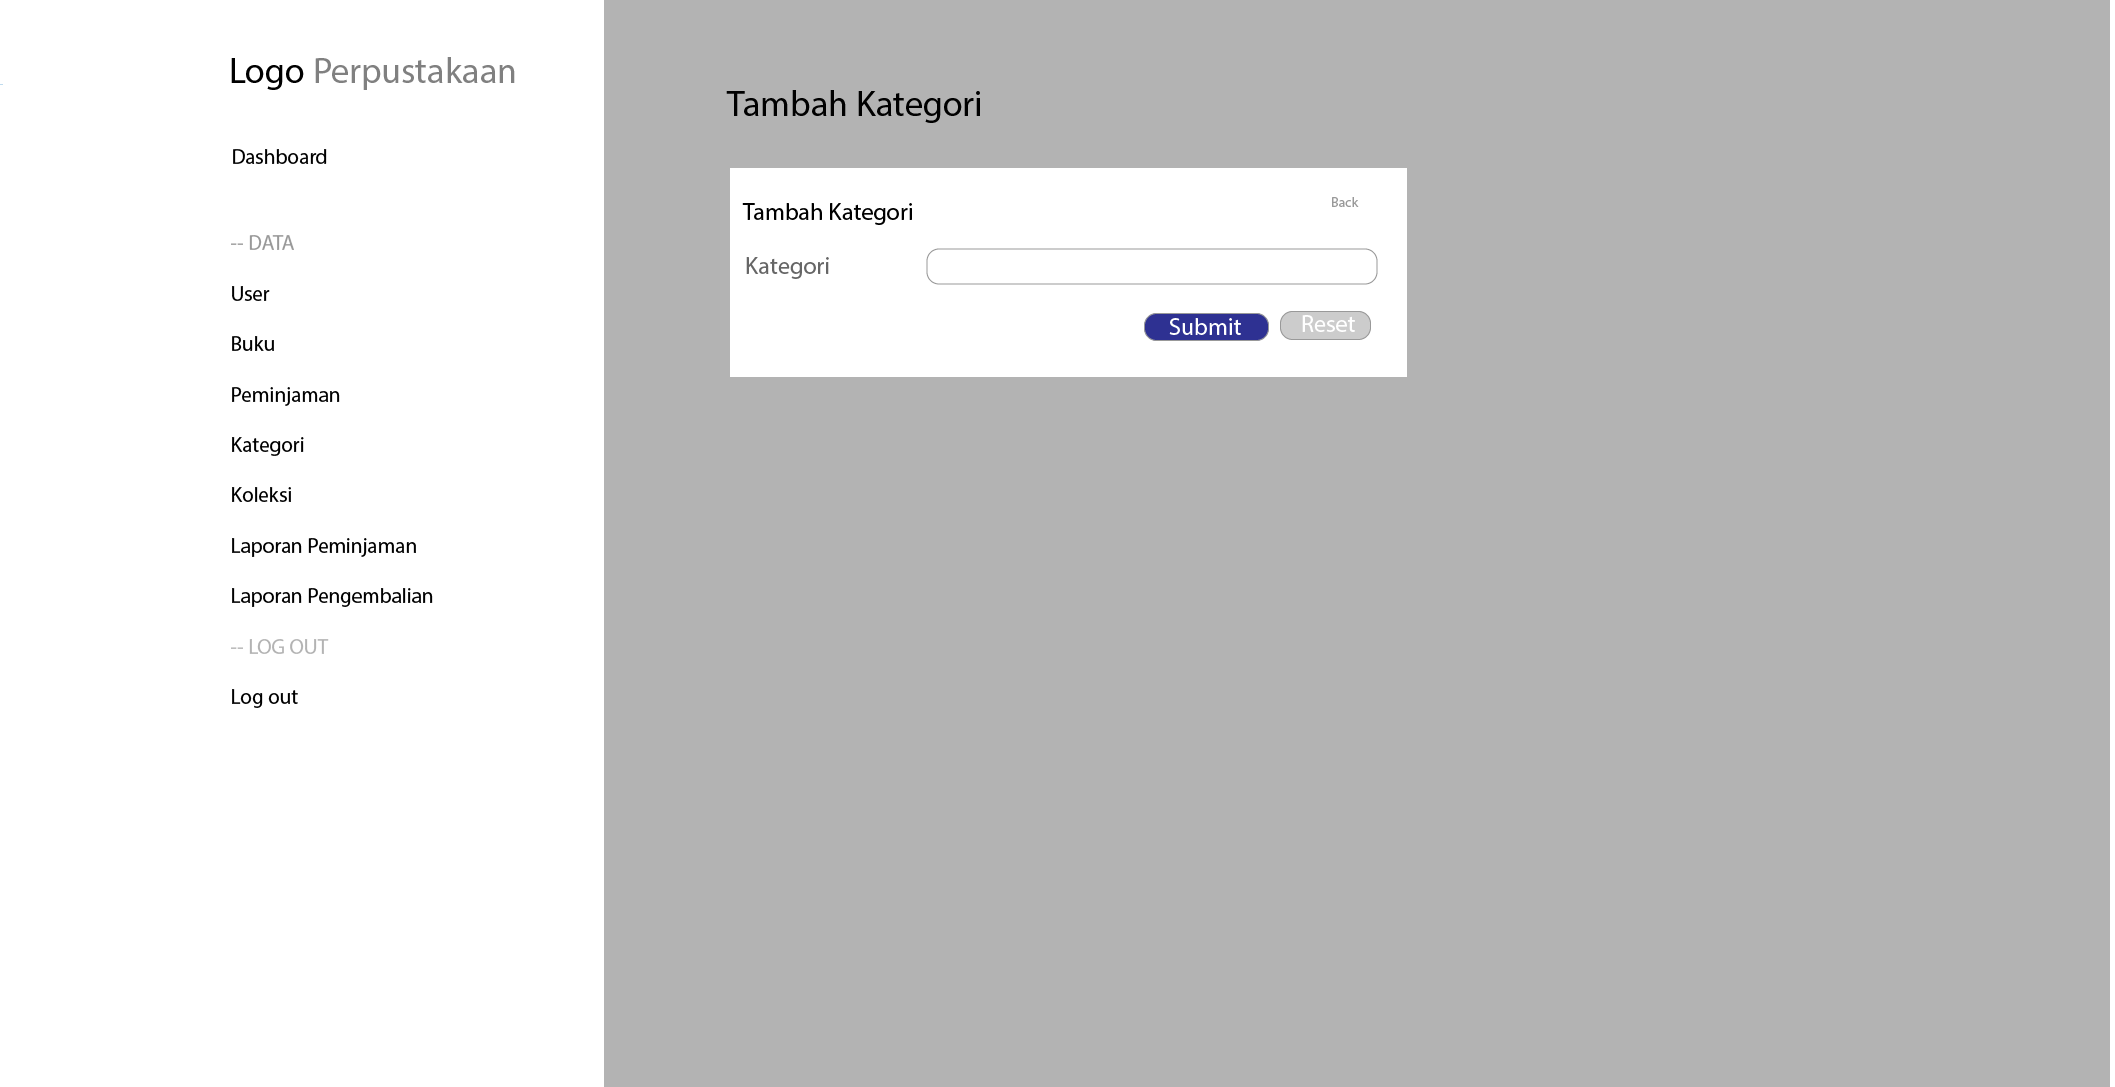 Logo Perpustakaan
Dashboard
-- DATA
User
Buku
Peminjaman
Kategori
Koleksi
Laporan Peminjaman
Laporan Pengembalian
-- LOG OUT
Log out
Tambah Kategori
Tambah Kategori
Back
Kategori
Submit
Reset